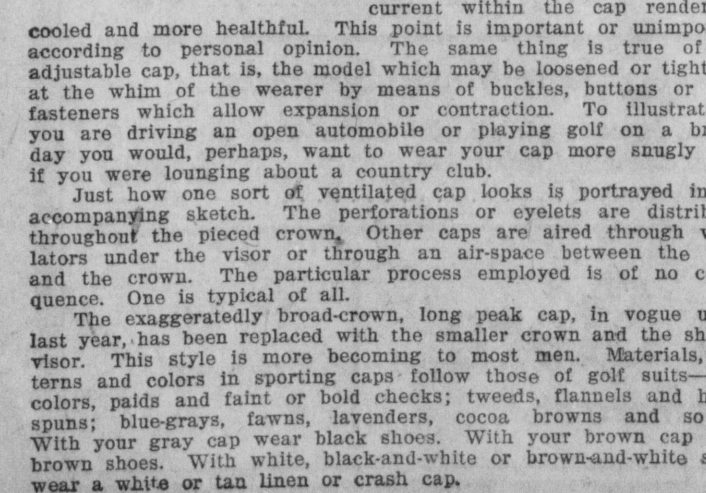 current within the cap render
cooled and more healthful. This point is important or unimpo
according to personal opinion. The same thing is true of
adjustable cap, that is, the model which may be loosened or tight
at the whim of the wearer by means of buckles, buttons or
fasteners which allow expansion or contraction. To illustrat
you are driving an open automobile or playing golf on a br
day you would, perhaps, want to wear your cap more snugly
if you were lounging about a country club.
Just how one sort of ventilated cap looks is portrayed in
accompanying sketch. The perforations or eyelets are distrib
throughout the pieced crown. Other caps are aired through v
lators under the visor or through an air-space between the
and the crown. The particular process employed is of no c
quence. One is typical of all.
The exaggeratedly broad-crown, long peak cap, in vogue u
last year, has been replaced with the smaller crown and the sh
visor. This style is more becoming to most men. Materials,
terns and colors in sporting caps follow those of golf suits—
colors, paids and faint or bold checks; tweeds, flannels and h
spuns; blue-grays, fawns, lavenders, cocoa browns and so
With your gray cap wear black shoes. With your brown cap
brown shoes. With white, black-and-white or brown-and-white s
wear a white or tan linen or crash cap.